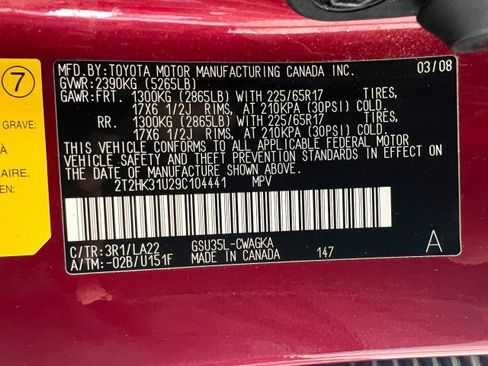 7
GRAVE:
À
AIRE.
EN:
MFD.BY:TOYOTA MOTOR MANUFACTURING CANADA INC. 03/08
GVWR:2390KG (5265LB)
GAWR:FRT. 1300KG (2865LB) WITH 225/65R17 TIRES,
17X6 1/2J RIMS, AT 210KPA (30PSI) COLD.
RR. 1300KG (2865LB) WITH 225/65R17 TIRES,
17X6 1/2J RIMS, AT 210KPA (30PSI) COLD.
THIS VEHICLE CONFORMS TO ALL APPLICABLE FEDERAL MOTOR
VEHICLE SAFETY AND THEFT PREVENTION STANDARDS IN EFFECT ON
THE DATE OF MANUFACTURE SHOWN ABOVE.
2T2HK31U29C104441 MPV
C/TR:3R1/LA22 GSU35L-CWAGKA
A/TM:-02B/U151F MADE IN CANADA 147 A